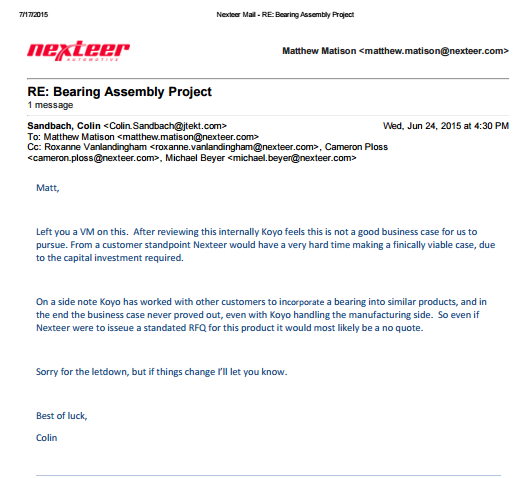 7/17/2015 Nexteer Mail - RE: Bearing Assembly Project
nexteer
AUTOMOTIVE
Matthew Matison <matthew.matison@nexteer.com>
RE: Bearing Assembly Project
1 message
Sandbach, Colin <Colin.Sandbach@jtekt.com> Wed, Jun 24, 2015 at 4:30 PM
To: Matthew Matison <matthew.matison@nexteer.com>
Cc: Roxanne Vanlandingham <roxanne.vanlandingham@nexteer.com>, Cameron Ploss
<cameron.ploss@nexteer.com>, Michael Beyer <michael.beyer@nexteer.com>
Matt,
Left you a VM on this. After reviewing this internally Koyo feels this is not a good business case for us to
pursue. From a customer standpoint Nexteer would have a very hard time making a finically viable case, due
to the capital investment required.
On a side note Koyo has worked with other customers to incorporate a bearing into similar products, and in
the end the business case never proved out, even with Koyo handling the manufacturing side. So even if
Nexteer were to isseue a standated RFQ for this product it would most likely be a no quote.
Sorry for the letdown, but if things change I'll let you know.
Best of luck,
Colin